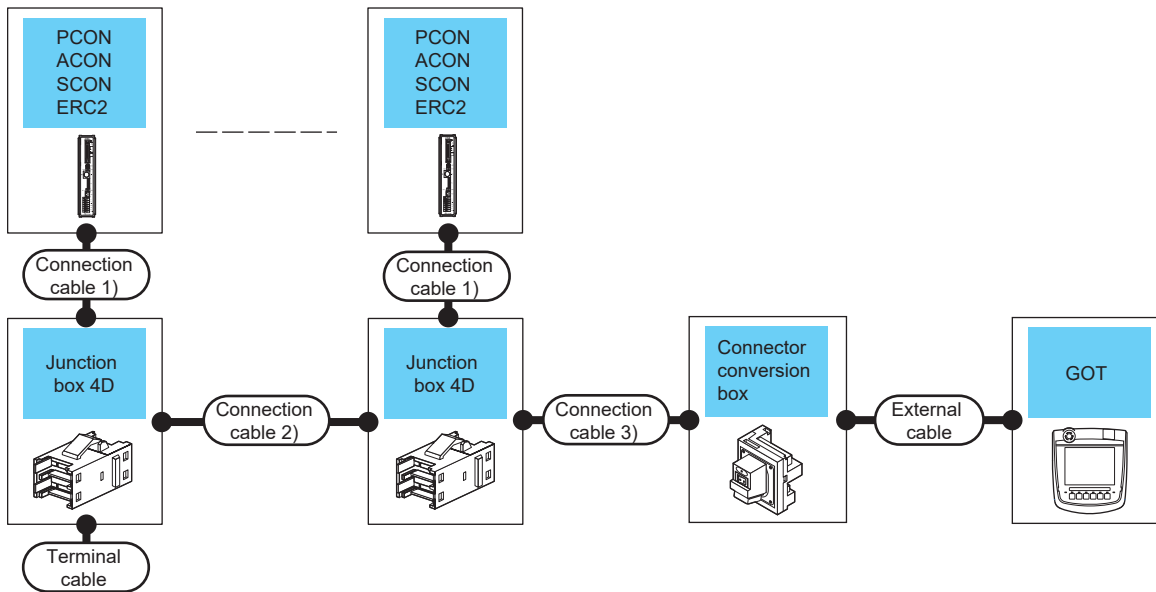 PCON
ACON
SCON
ERC2
PCON
ACON
SCON
ERC2
Connection
cable 1)
Connection
cable 1)
Junction
box 4D
Connection
cable 2)
Junction
box 4D
Connection
cable 3)
Connector
conversion
box
External
cable
GOT
Terminal
cable